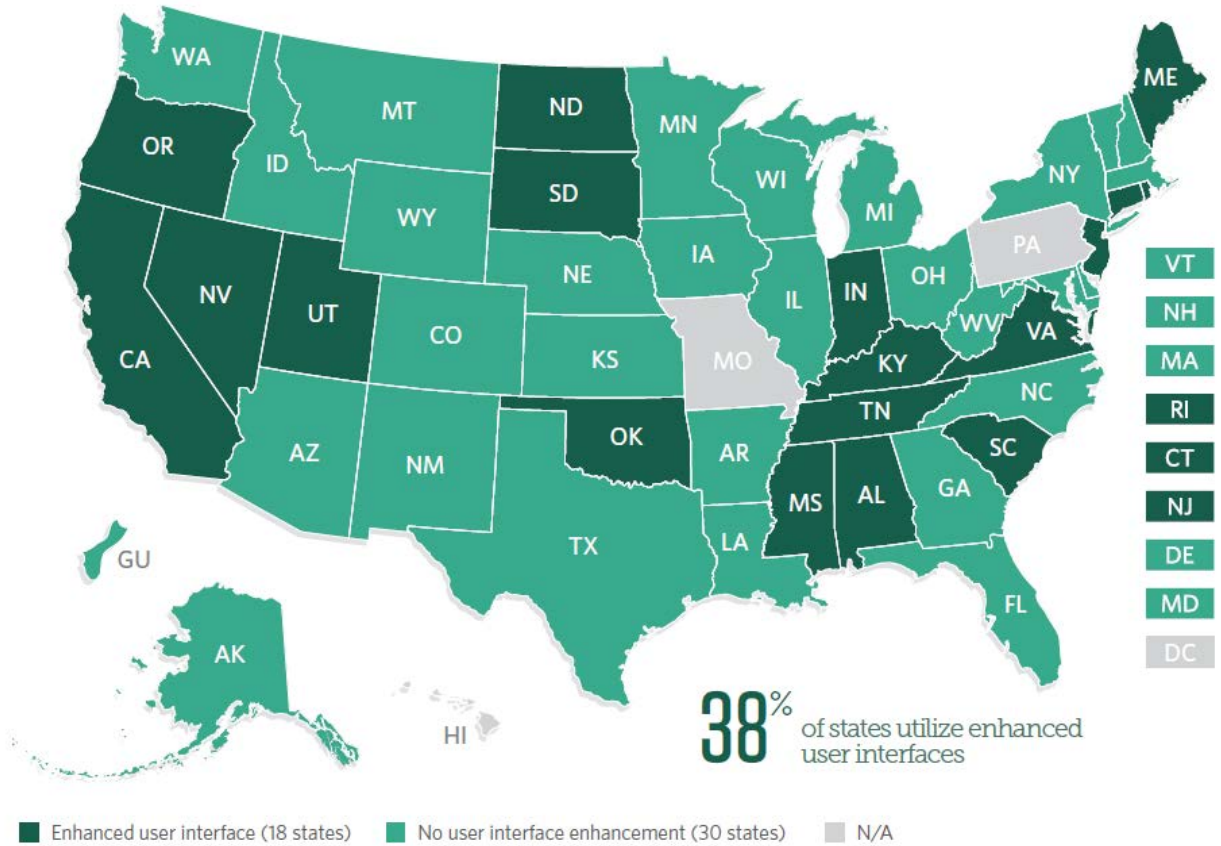 WA
MT
ND
MN
ME
OR
ID
SD
WI
NY
WY
MI
IA
PA
NE
NV
UT
IL
IN
OH
VT
CO
WV
VA
NH
CA
KS
MO
KY
MA
NC
TN
RI
AZ
NM
OK
AR
SC
CT
MS
AL
GA
NJ
TX
LA
GU
DE
FL
MD
AK
DC
HI
38% of states utilize enhanced
user interfaces
Enhanced user interface (18 states) No user interface enhancement (30 states) N/A